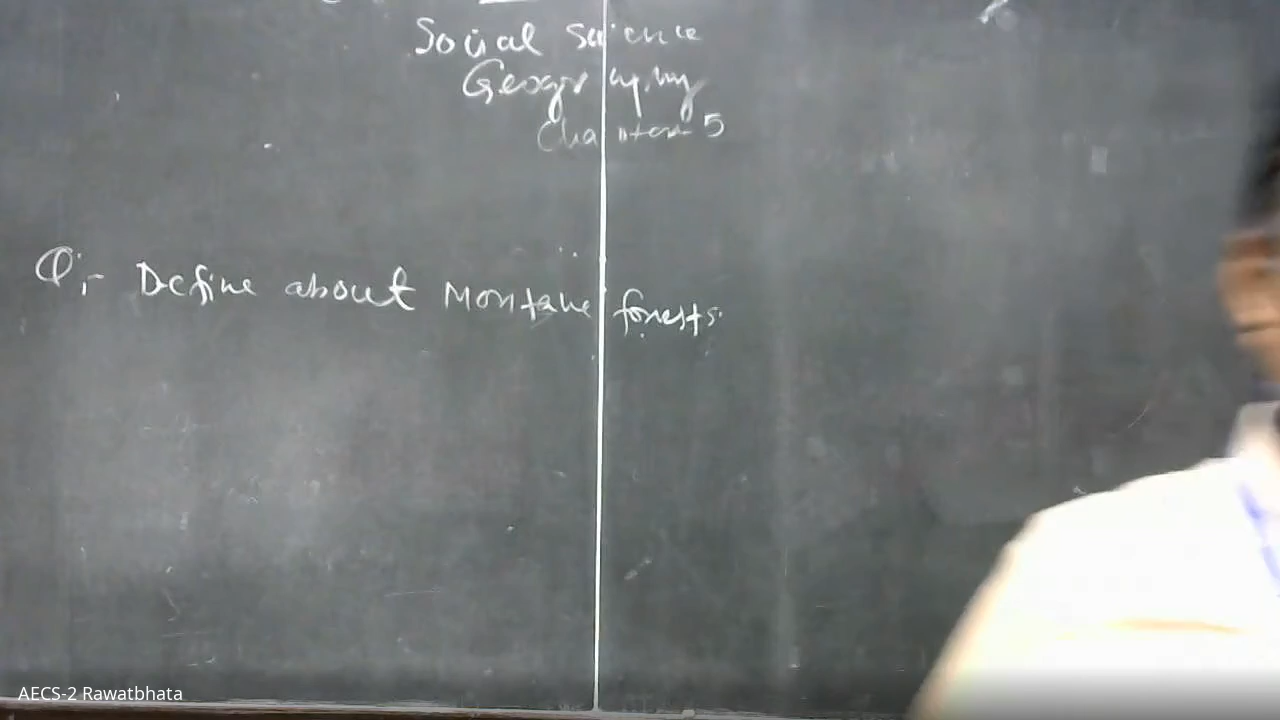 Social Science
Geography
Chapter 5
Q:- Define about Montane forests.
AECS-2 Rawatbhata